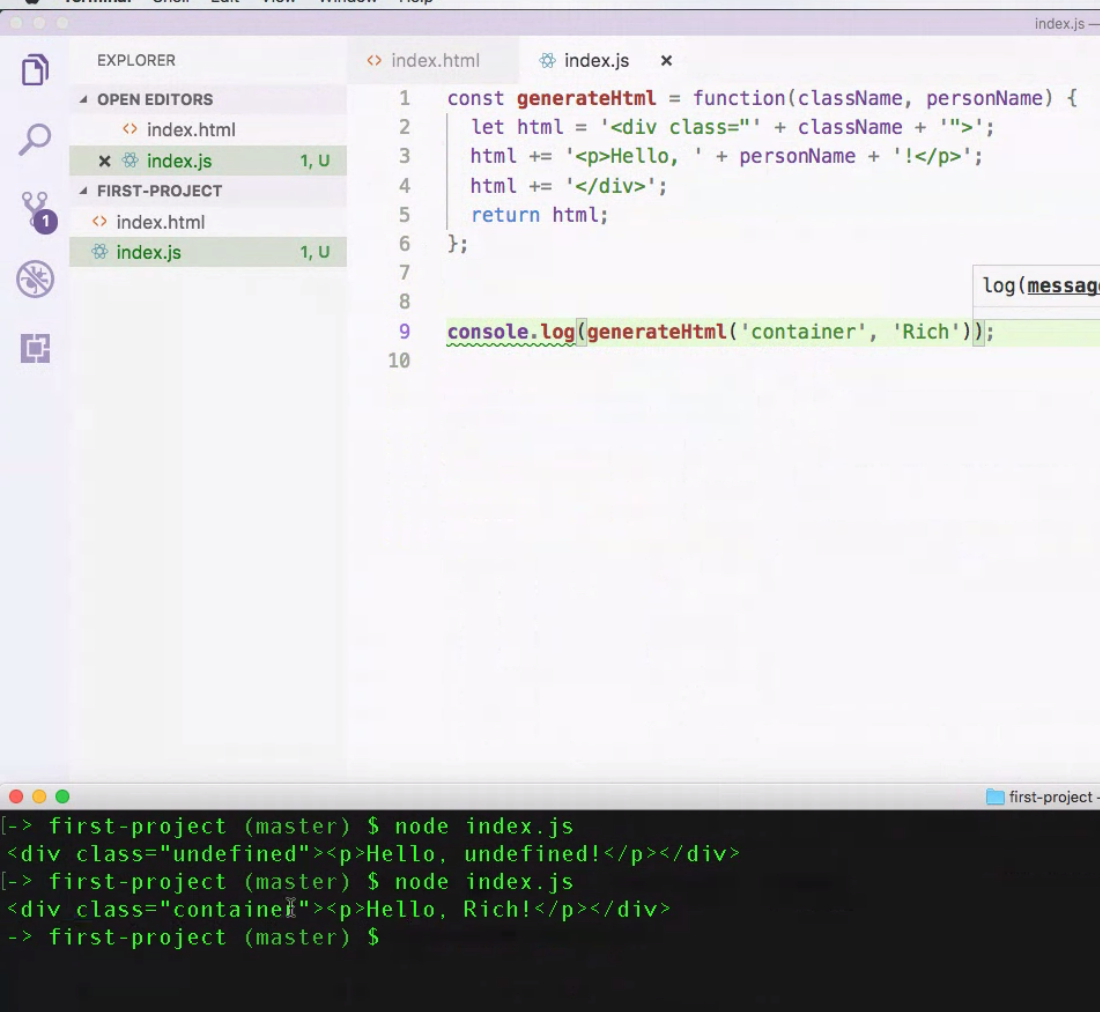 Terminal Shell Edit View Window Help
index.js —
EXPLORER
OPEN EDITORS
index.html
index.js 1, U
FIRST-PROJECT
index.html
index.js 1, U
1
index.html index.js
1 const generateHtml = function(className, personName) {
2 let html = '<div class="' + className + '">';
3 html += '<p>Hello, ' + personName + '!</p>';
4 html += '</div>';
5 return html;
6 };
7
8
log(message
9 console.log(generateHtml('container', 'Rich'));
10
first-project -
[-> first-project (master) $ node index.js
<div class="undefined"><p>Hello, undefined!</p></div>
[-> first-project (master) $ node index.js
<div class="container"><p>Hello, Rich!</p></div>
-> first-project (master) $